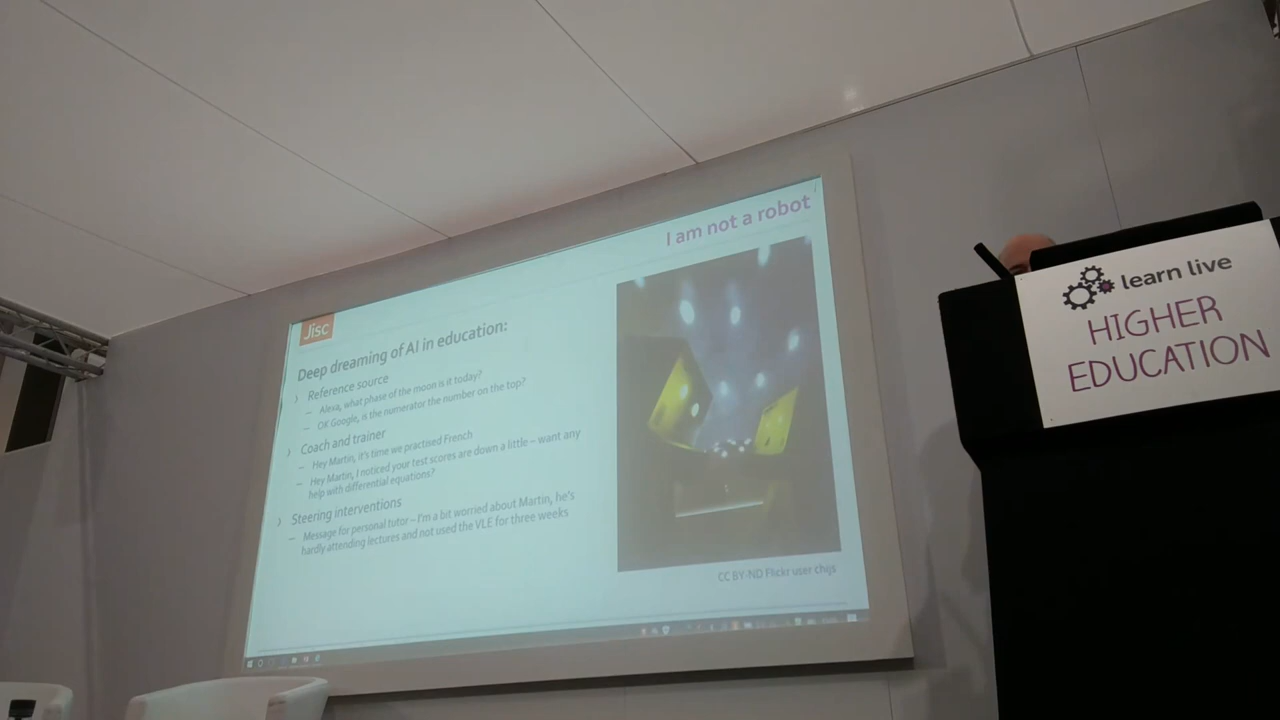 I am not a robot
Jisc
Deep dreaming of AI in education:
› Reference source
– Alexa, what phase of the moon is it today?
– OK Google, is the numerator the number on the top?
› Coach and trainer
– Hey Martin, it's time we practised French
– Hey Martin, I noticed your test scores are down a little – want any
help with differential equations?
› Steering interventions
– Message for personal tutor – I'm a bit worried about Martin, he's
hardly attending lectures and not used the VLE for three weeks
CC BY-ND Flickr user chijs
learn live
HIGHER
EDUCATION